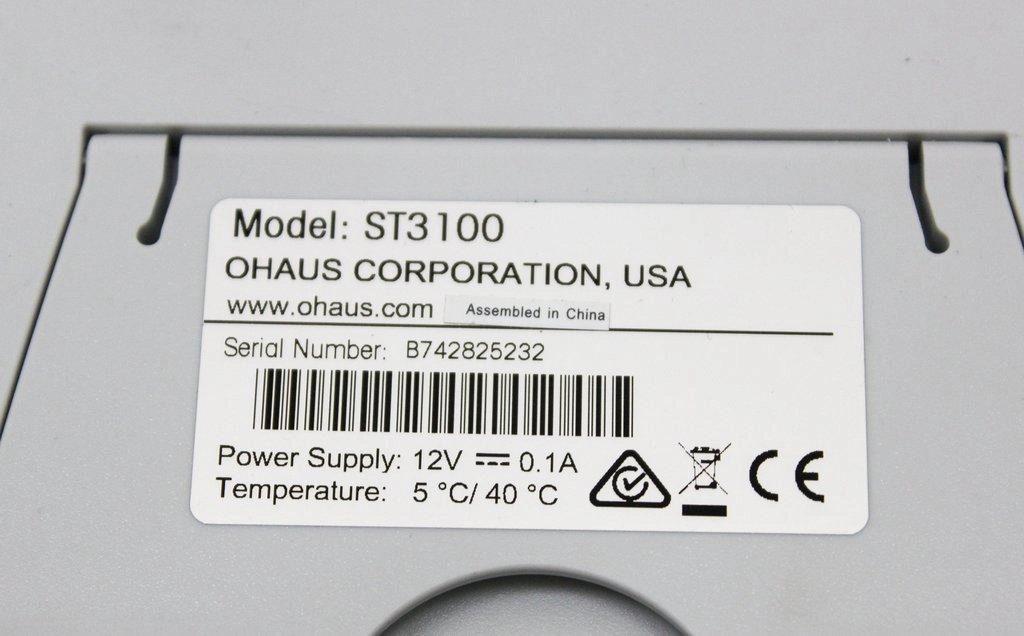 Model: ST3100
OHAUS CORPORATION, USA
www.ohaus.com Assembled in China
Serial Number: B742825232
Power Supply: 12V ⎓ 0.1A
Temperature: 5 °C/ 40 °C
CE